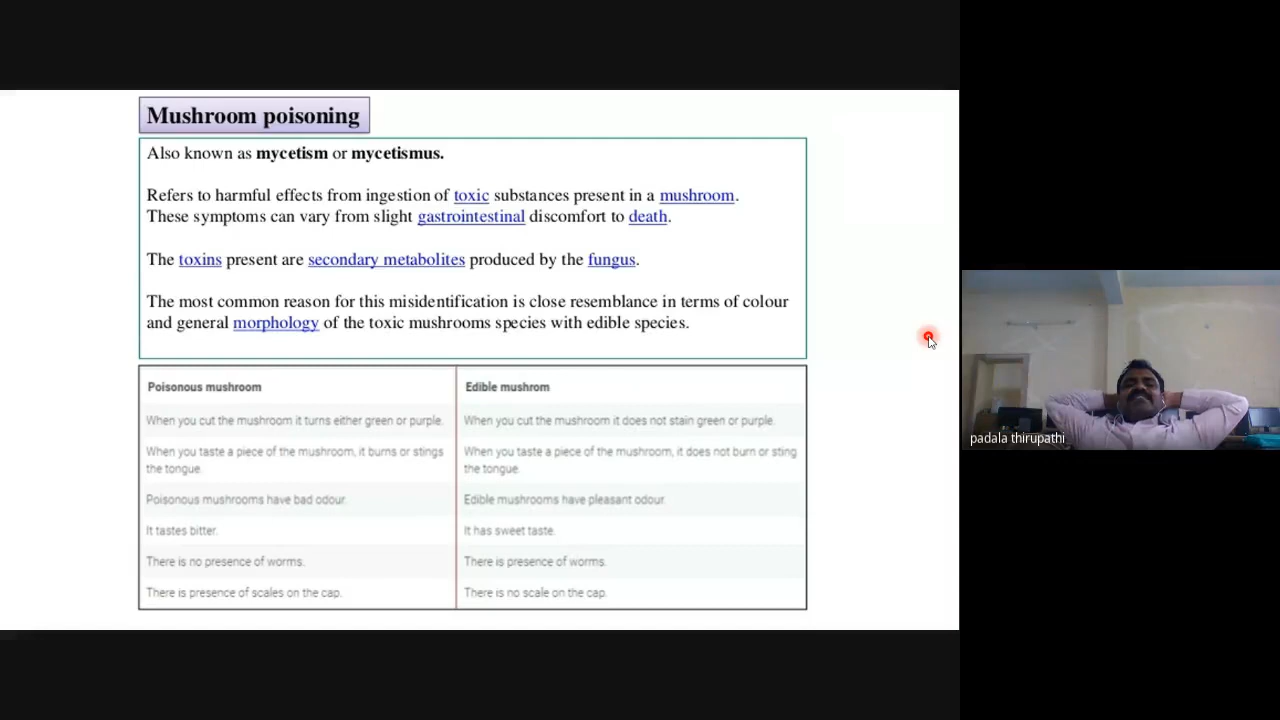 Mushroom poisoning
Also known as mycetism or mycetismus.
Refers to harmful effects from ingestion of toxic substances present in a mushroom.
These symptoms can vary from slight gastrointestinal discomfort to death.
The toxins present are secondary metabolites produced by the fungus.
The most common reason for this misidentification is close resemblance in terms of colour
and general morphology of the toxic mushrooms species with edible species.
Poisonous mushroom
Edible mushrom
When you cut the mushroom it turns either green or purple.
When you cut the mushroom it does not stain green or purple.
When you taste a piece of the mushroom, it burns or stings
the tongue.
When you taste a piece of the mushroom, it does not burn or sting
the tongue.
Poisonous mushrooms have bad odour.
Edible mushrooms have pleasant odour.
It tastes bitter.
It has sweet taste.
There is no presence of worms.
There is presence of worms.
There is presence of scales on the cap.
There is no scale on the cap.
padala thirupathi